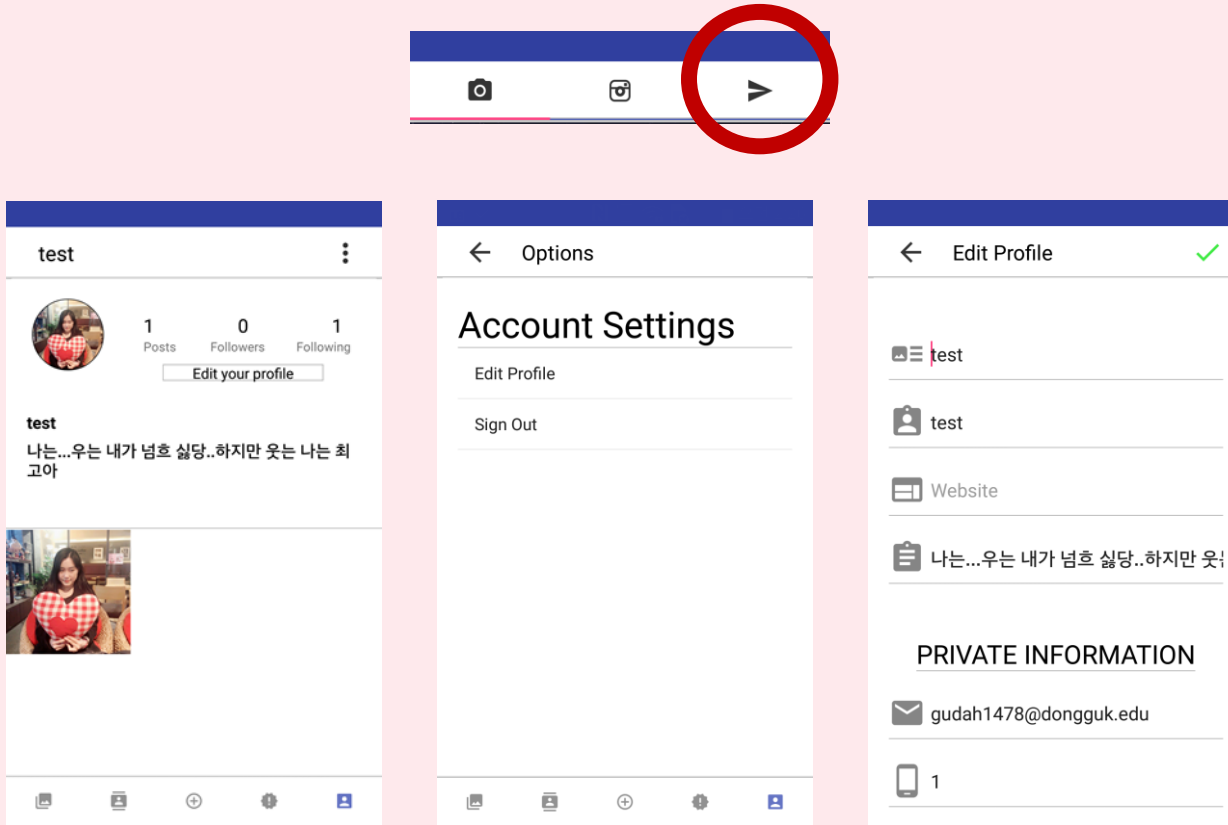 test
1 0 1
Posts Followers Following
Edit your profile
test
나는...우는 내가 넘흐 싫당..하지만 웃는 나는 최
고아
Options
Account Settings
Edit Profile
Sign Out
Edit Profile
test
test
Website
나는...우는 내가 넘흐 싫당..하지만 웃
PRIVATE INFORMATION
gudah1478@dongguk.edu
1